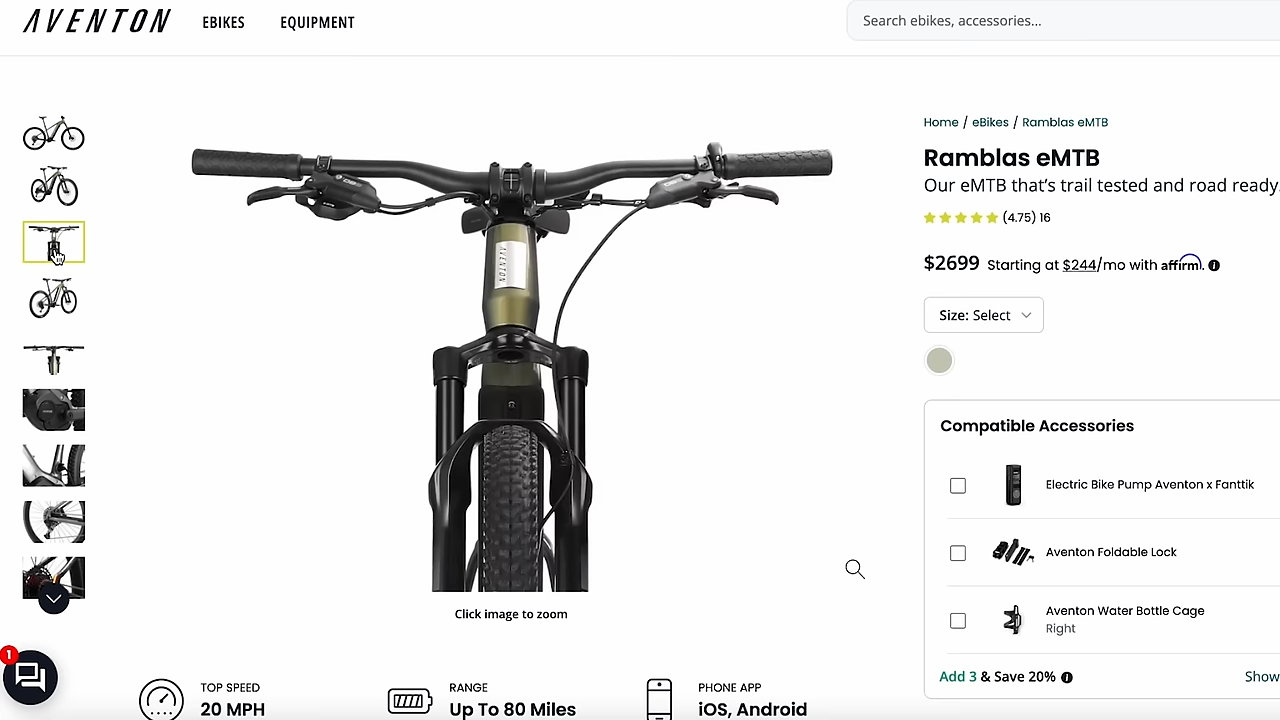 AVENTON
EBIKES
EQUIPMENT
Search ebikes, accessories...
AVENTON
Click image to zoom
Home / eBikes / Ramblas eMTB
Ramblas eMTB
Our eMTB that’s trail tested and road ready.
(4.75) 16
$2699 Starting at $244/mo with affirm.
Size: Select
Compatible Accessories
Electric Bike Pump Aventon x Fanttik
Aventon Foldable Lock
Aventon Water Bottle Cage
Right
Add 3 & Save 20%
Show
1
TOP SPEED
20 MPH
RANGE
Up To 80 Miles
PHONE APP
iOS, Android